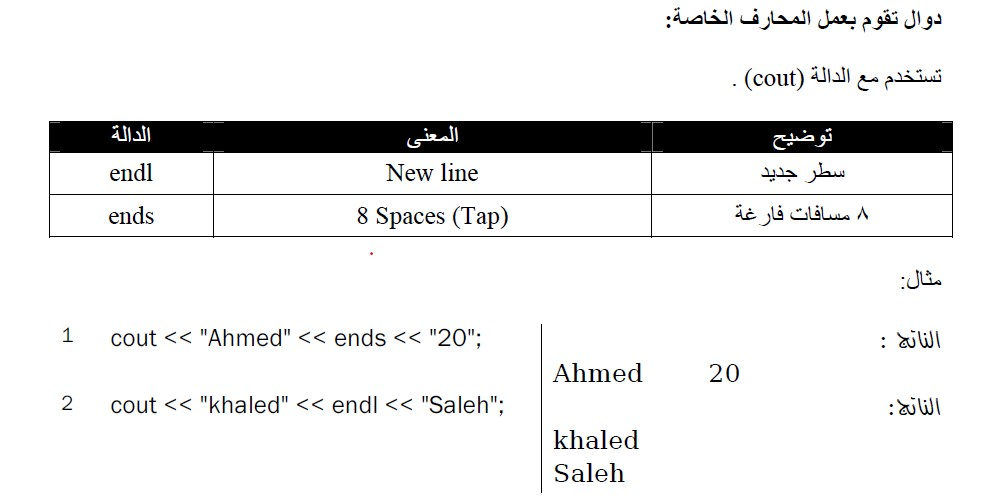 دوال تقوم بعمل المحارف الخاصة:
تستخدم مع الدالة (cout) .
توضيح المعنى الدالة
سطر جديد New line endl
٨ مسافات فارغة 8 Spaces (Tap) ends
مثال:
1 cout << "Ahmed" << ends << "20"; الناتج :
Ahmed 20
2 cout << "khaled" << endl << "Saleh"; الناتج:
khaled
Saleh